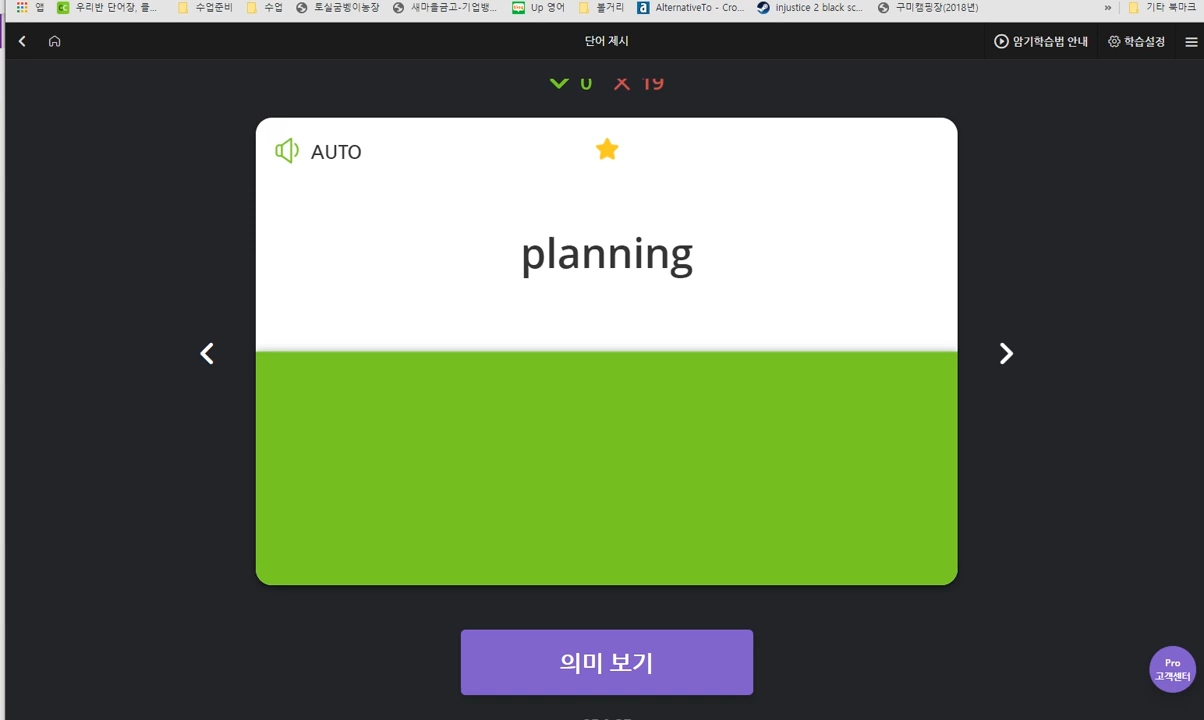 앱 우리반 단어장, 클... 수업준비 수업 토실굼벵이농장 새마을금고-기업뱅... Up 영어 볼거리 AlternativeTo - Cro... injustice 2 black sc... 구미캠핑장(2018년) » 기타 북마크
단어 제시 암기학습법 안내 학습설정
0 19
AUTO
planning
의미 보기
Pro
고객센터